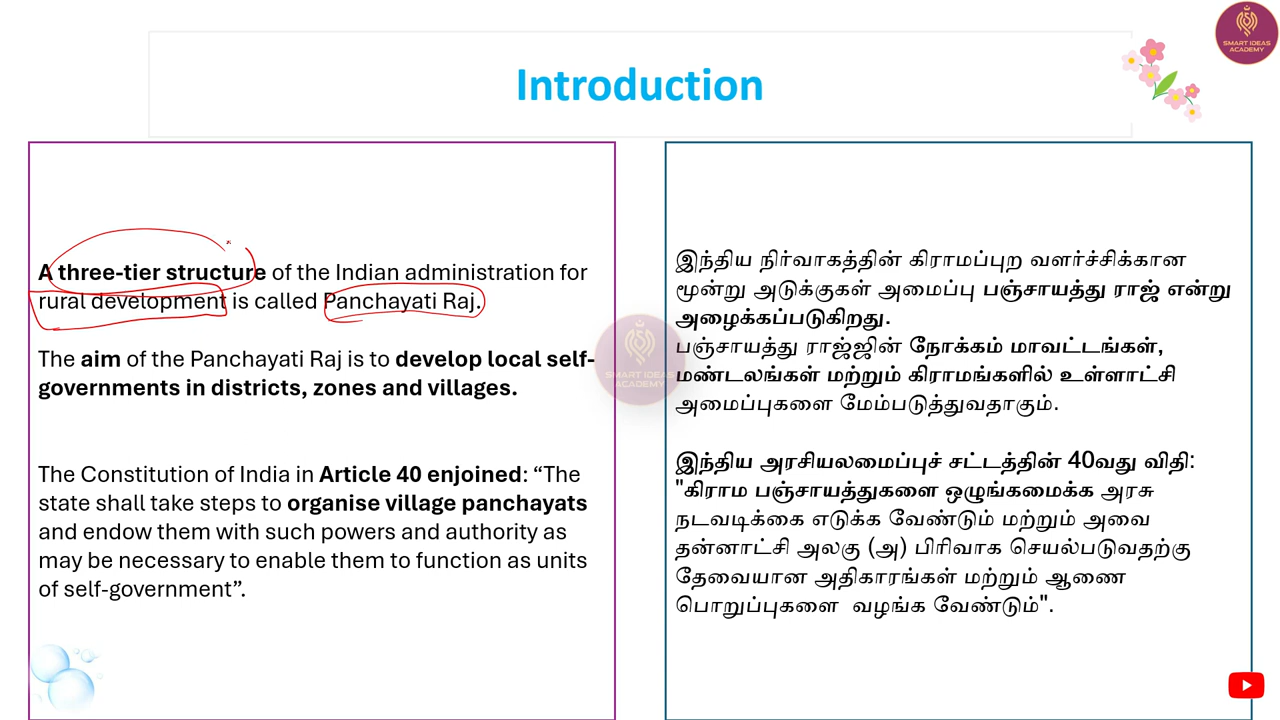 SMART IDEAS
ACADEMY
Introduction
A three-tier structure of the Indian administration for
rural development is called Panchayati Raj.
The aim of the Panchayati Raj is to develop local self-
governments in districts, zones and villages.
The Constitution of India in Article 40 enjoined: “The
state shall take steps to organise village panchayats
and endow them with such powers and authority as
may be necessary to enable them to function as units
of self-government”.
இந்திய நிர்வாகத்தின் கிராமப்புற வளர்ச்சிக்கான
மூன்று அடுக்குகள் அமைப்பு பஞ்சாயத்து ராஜ் என்று
அழைக்கப்படுகிறது.
பஞ்சாயத்து ராஜ்ஜின் நோக்கம் மாவட்டங்கள்,
மண்டலங்கள் மற்றும் கிராமங்களில் உள்ளாட்சி
அமைப்புகளை மேம்படுத்துவதாகும்.
இந்திய அரசியலமைப்புச் சட்டத்தின் 40வது விதி:
"கிராம பஞ்சாயத்துகளை ஒழுங்கமைக்க அரசு
நடவடிக்கை எடுக்க வேண்டும் மற்றும் அவை
தன்னாட்சி அலகு (அ) பிரிவாக செயல்படுவதற்கு
தேவையான அதிகாரங்கள் மற்றும் ஆணை
பொறுப்புகளை வழங்க வேண்டும்".
SMART IDEAS
ACADEMY